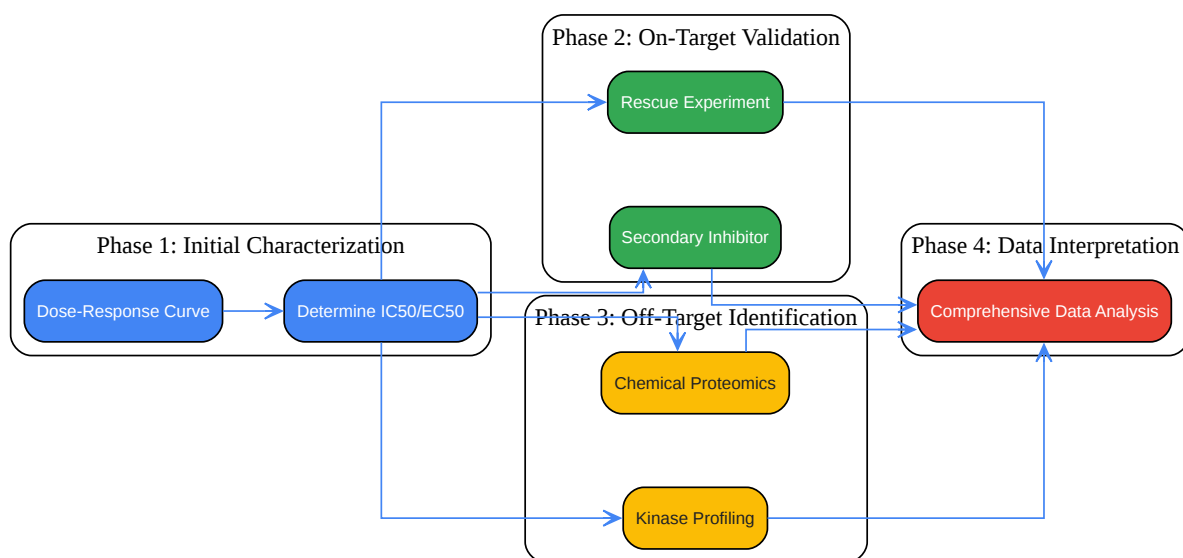 Phase 1: Initial Characterization
Dose-Response Curve
Determine IC50/EC50
Phase 2: On-Target Validation
Rescue Experiment
Secondary Inhibitor
Phase 3: Off-Target Identification
Chemical Proteomics
Kinase Profiling
Phase 4: Data Interpretation
Comprehensive Data Analysis